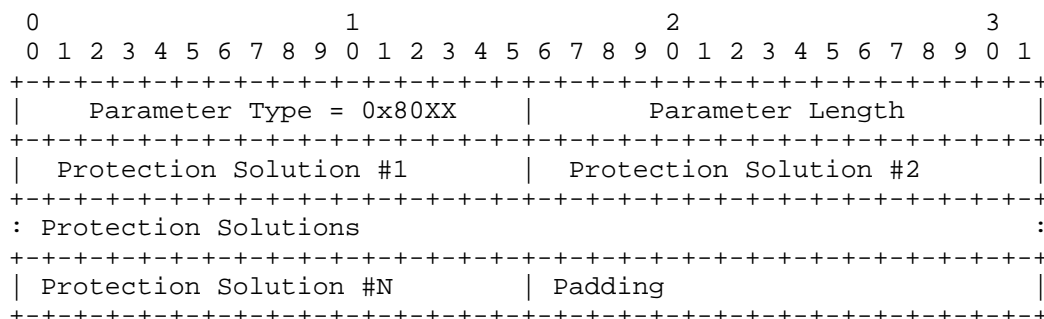 0                   1                   2                   3
 0 1 2 3 4 5 6 7 8 9 0 1 2 3 4 5 6 7 8 9 0 1 2 3 4 5 6 7 8 9 0 1
+-+-+-+-+-+-+-+-+-+-+-+-+-+-+-+-+-+-+-+-+-+-+-+-+-+-+-+-+-+-+-+-+
|    Parameter Type = 0x80XX    |       Parameter Length        |
+-+-+-+-+-+-+-+-+-+-+-+-+-+-+-+-+-+-+-+-+-+-+-+-+-+-+-+-+-+-+-+-+
|  Protection Solution #1       |  Protection Solution #2       |
+-+-+-+-+-+-+-+-+-+-+-+-+-+-+-+-+-+-+-+-+-+-+-+-+-+-+-+-+-+-+-+-+
: Protection Solutions                                          :
+-+-+-+-+-+-+-+-+-+-+-+-+-+-+-+-+-+-+-+-+-+-+-+-+-+-+-+-+-+-+-+-+
| Protection Solution #N        | Padding                       |
+-+-+-+-+-+-+-+-+-+-+-+-+-+-+-+-+-+-+-+-+-+-+-+-+-+-+-+-+-+-+-+-+